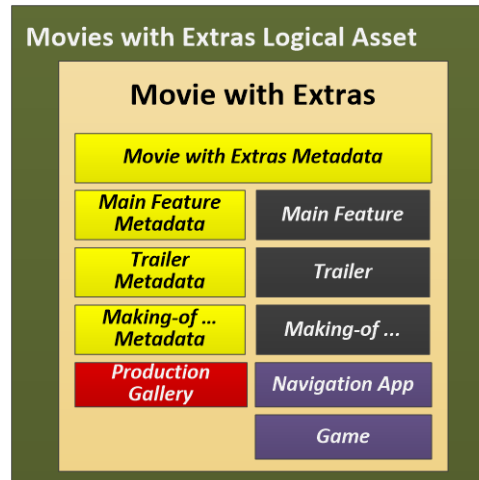 Movies with Extras Logical Asset
Movie with Extras
Movie with Extras Metadata
Main Feature
Metadata
Main Feature
Trailer
Metadata
Trailer
Making-of ...
Metadata
Making-of ...
Production
Gallery
Navigation App
Game